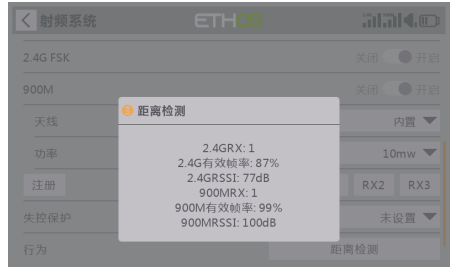 射频系统
ETHOS
2.4G FSK
关闭 开启
900M
关闭 开启
天线
内置
功率
10mw
注册
RX2
RX3
失控保护
未设置
行为
距离检测
距离检测
2.4GRX: 1
2.4G有效帧率: 87%
2.4GRSSI: 77dB
900MRX: 1
900M有效帧率: 99%
900MRSSI: 100dB